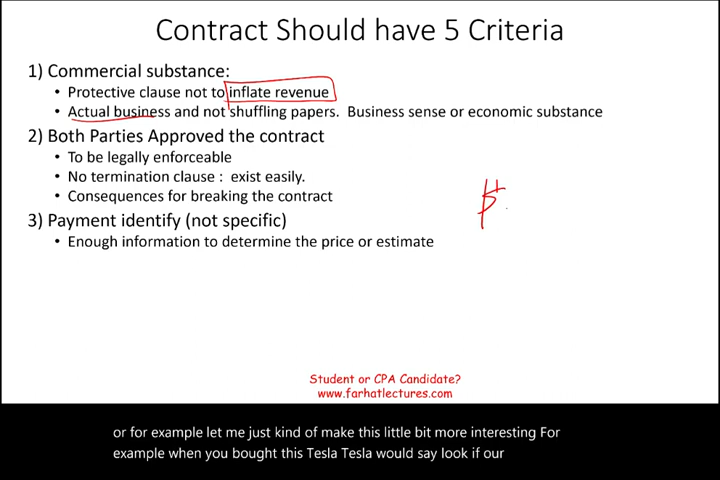 Contract Should have 5 Criteria
1) Commercial substance:
• Protective clause not to inflate revenue
• Actual business and not shuffling papers. Business sense or economic substance
2) Both Parties Approved the contract
• To be legally enforceable
• No termination clause : exist easily.
• Consequences for breaking the contract
3) Payment identify (not specific)
• Enough information to determine the price or estimate
Student or CPA Candidate?
www.farhatlectures.com
or for example let me just kind of make this little bit more interesting For
example when you bought this Tesla Tesla would say look if our